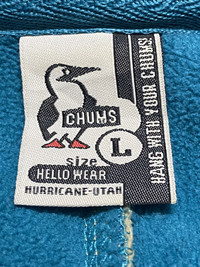 CHUMS
size L
HELLO WEAR
HURRICANE-UTAH
HANG WITH YOUR CHUMS!